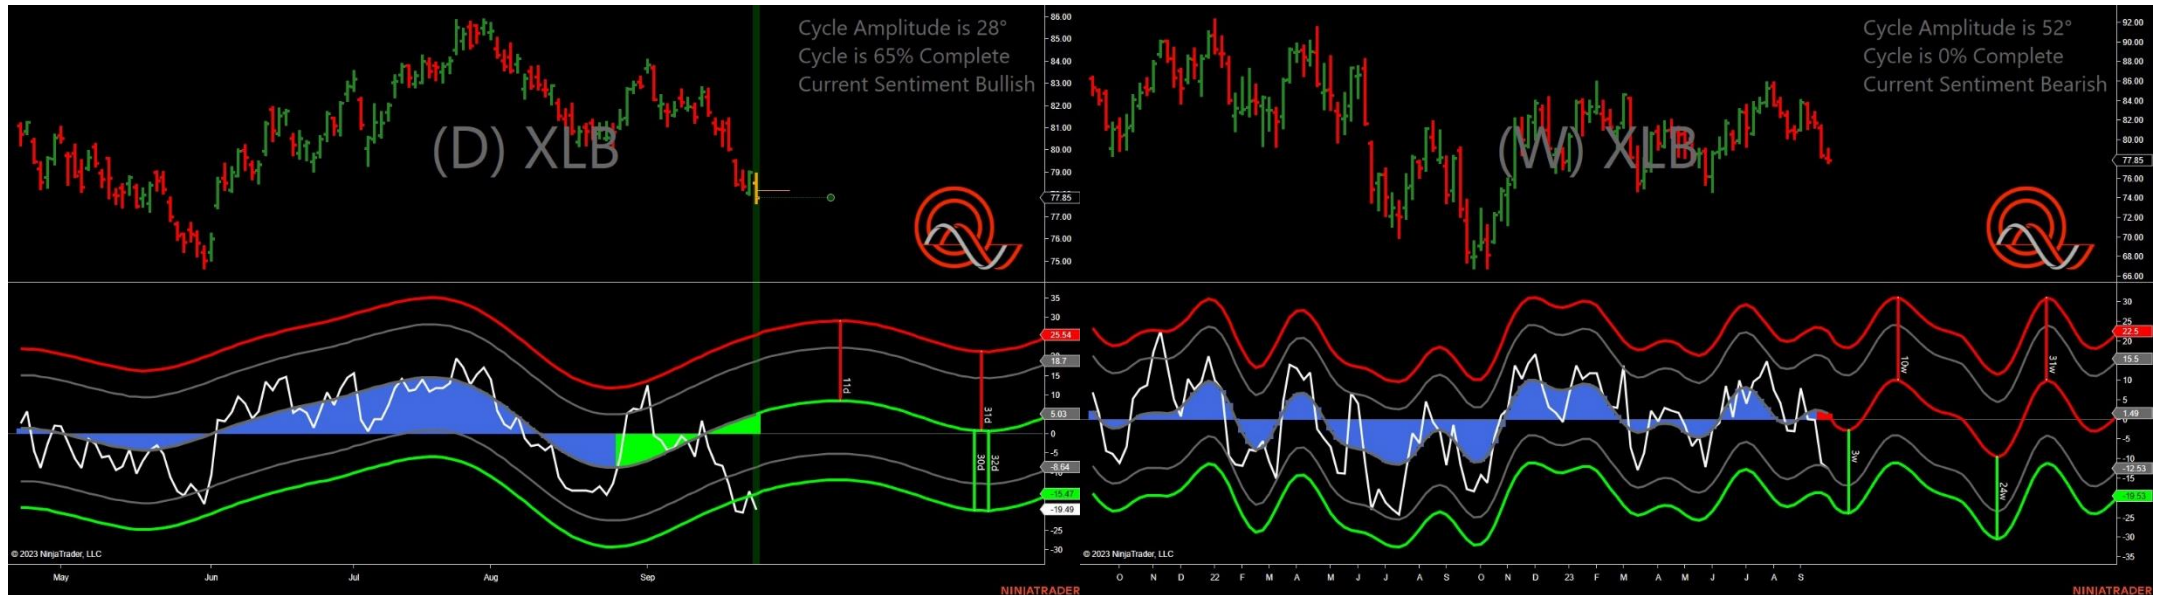 Cycle Amplitude is 28°
Cycle is 65% Complete
Current Sentiment Bullish
(D) XLB
86.00
85.00
84.00
83.00
82.00
81.00
80.00
79.00
77.85
77.00
76.00
75.00
35
30
25.54
18.7
15
10
5.03
0
-5
-8.64
-15.47
-19.49
-25
-30
11d
31d
30d
32d
© 2023 NinjaTrader, LLC
May
Jun
Jul
Aug
Sep
NINJATRADER
Cycle Amplitude is 52°
Cycle is 0% Complete
Current Sentiment Bearish
(W) XLB
92.00
90.00
88.00
86.00
84.00
82.00
80.00
77.85
76.00
74.00
72.00
70.00
68.00
66.00
30
25
22.5
20
15.5
10
5
1.49
0
-5
-10
-12.53
-15
-19.53
-25
-30
-35
10w
31w
3w
24w
© 2023 NinjaTrader, LLC
O N D 22 F M A M J J A S O N D 23 F M A M J J A S
NINJATRADER